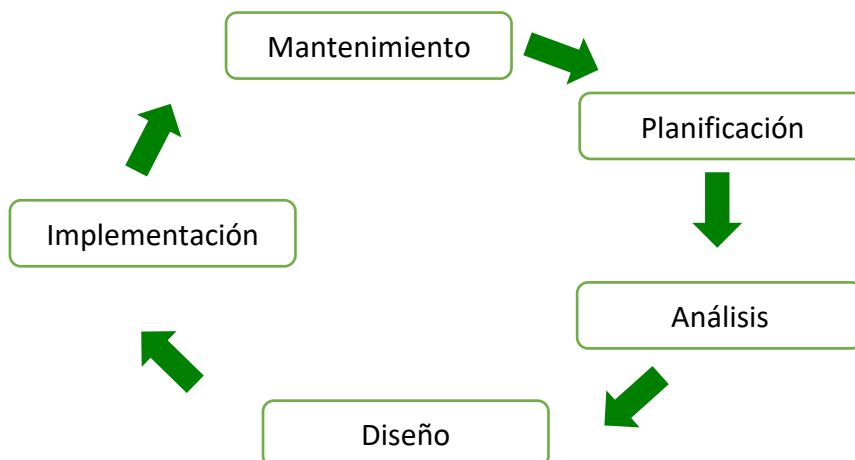 Mantenimiento
Planificación
Implementación
Análisis
Diseño